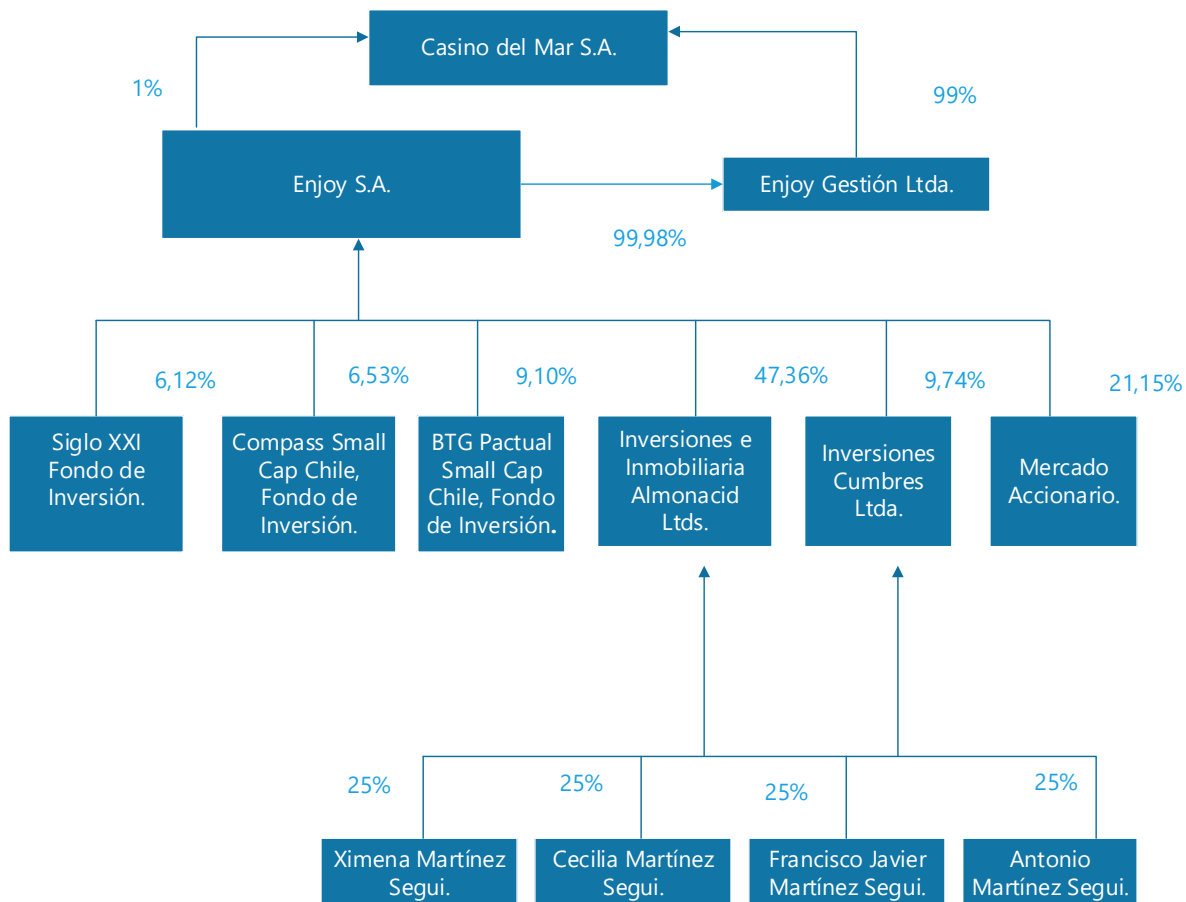 Casino del Mar S.A.
1%
99%
Enjoy S.A.
Enjoy Gestión Ltda.
99,98%
6,12%
6,53%
9,10%
47,36%
9,74%
21,15%
Siglo XXI
Fondo de
Inversión.
Compass Small
Cap Chile,
Fondo de
Inversión.
BTG Pactual
Small Cap
Chile, Fondo
de Inversión.
Inversiones e
Inmobiliaria
Almonacid
Ltds.
Inversiones
Cumbres
Ltda.
Mercado
Accionario.
25%
25%
25%
25%
Ximena Martínez
Segui.
Cecilia Martínez
Segui.
Francisco Javier
Martínez Segui.
Antonio
Martínez Segui.